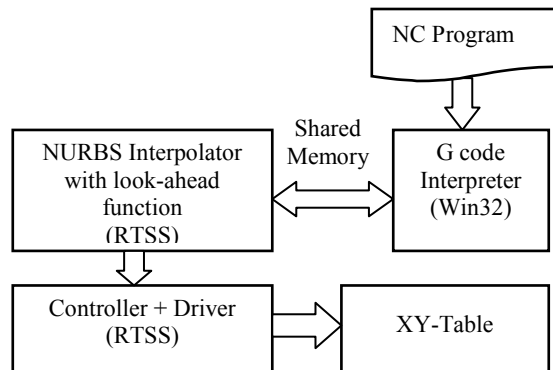 NC Program
Shared
Memory
NURBS Interpolator
with look-ahead
function
(RTSS)
G code
Interpreter
(Win32)
Controller + Driver
(RTSS)
XY-Table